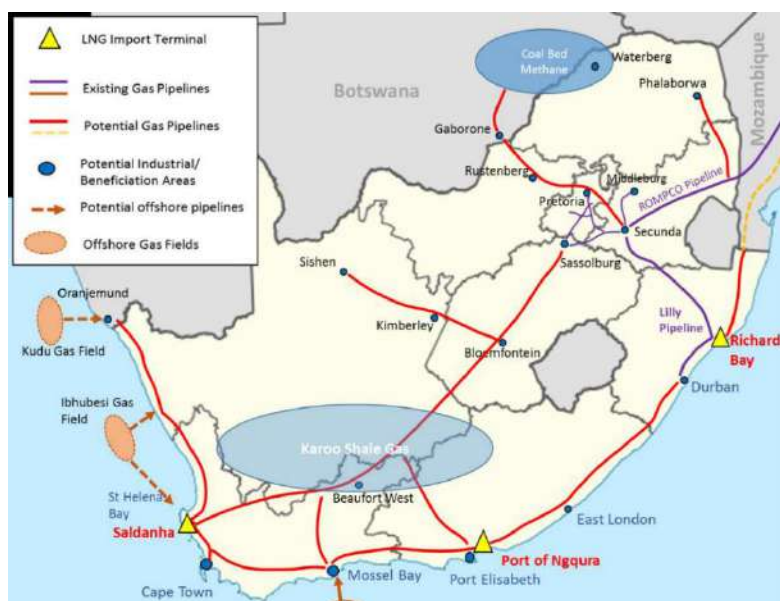 LNG Import Terminal
Existing Gas Pipelines
Potential Gas Pipelines
Potential Industrial/
Beneficiation Areas
Potential offshore pipelines
Offshore Gas Fields
Botswana
Mozambique
Coal Bed
Methane
Waterberg
Phalaborwa
Gaborone
Rustenberg
Middleburg
Pretoria
ROMPCO Pipeline
Secunda
Sassolburg
Sishen
Kimberley
Bloemfontein
Lilly
Pipeline
Richard
Bay
Durban
Oranjemund
Kudu Gas Field
Ibhubesi Gas
Field
Karoo Shale Gas
Beaufort West
St Helena
Bay
Saldanha
East London
Port of Ngqura
Port Elisabeth
Mossel Bay
Cape Town